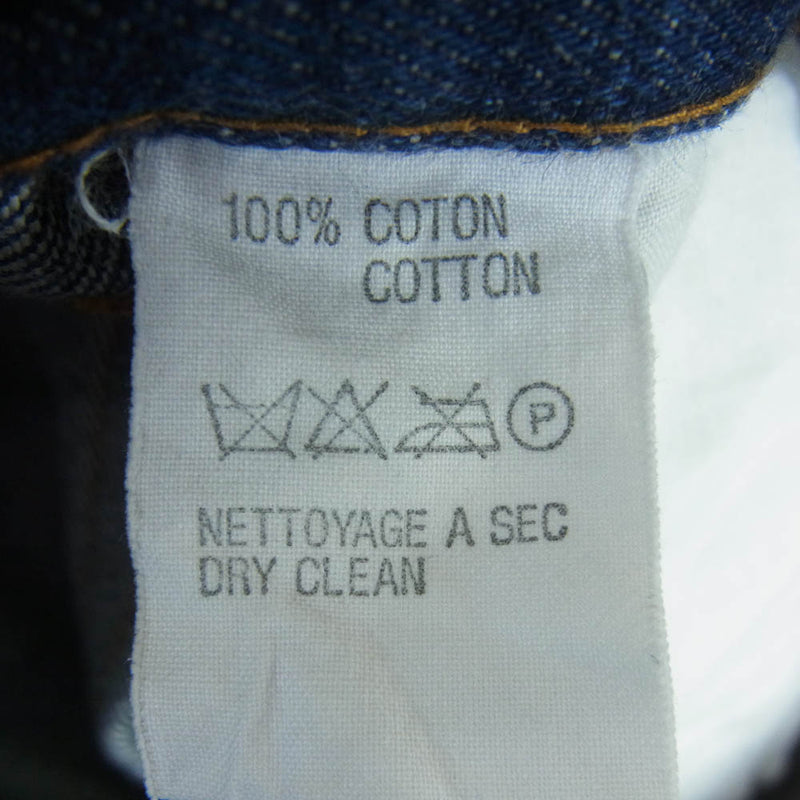 100% COTON
COTTON
P
NETTOYAGE A SEC
DRY CLEAN